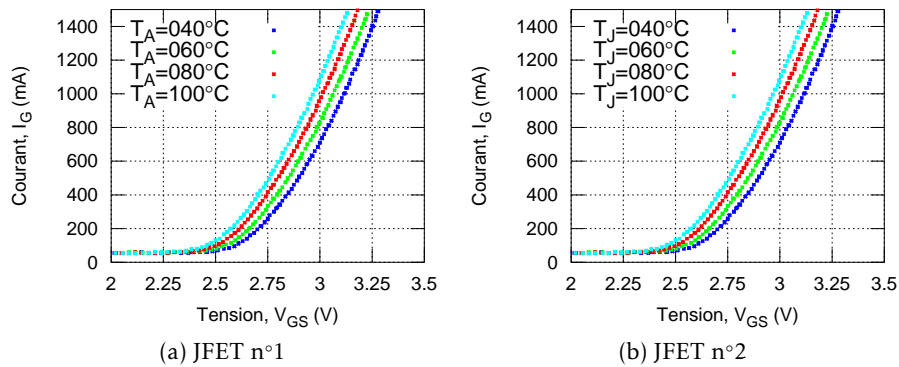 Courant, I_G (mA)
1400
1200
1000
800
600
400
200
0
T_A=040°C
T_A=060°C
T_A=080°C
T_A=100°C
2 2.25 2.5 2.75 3 3.25 3.5
Tension, V_GS (V)
(a) JFET n°1
Courant, I_G (mA)
1400
1200
1000
800
600
400
200
0
T_J=040°C
T_J=060°C
T_J=080°C
T_J=100°C
2 2.25 2.5 2.75 3 3.25 3.5
Tension, V_GS (V)
(b) JFET n°2